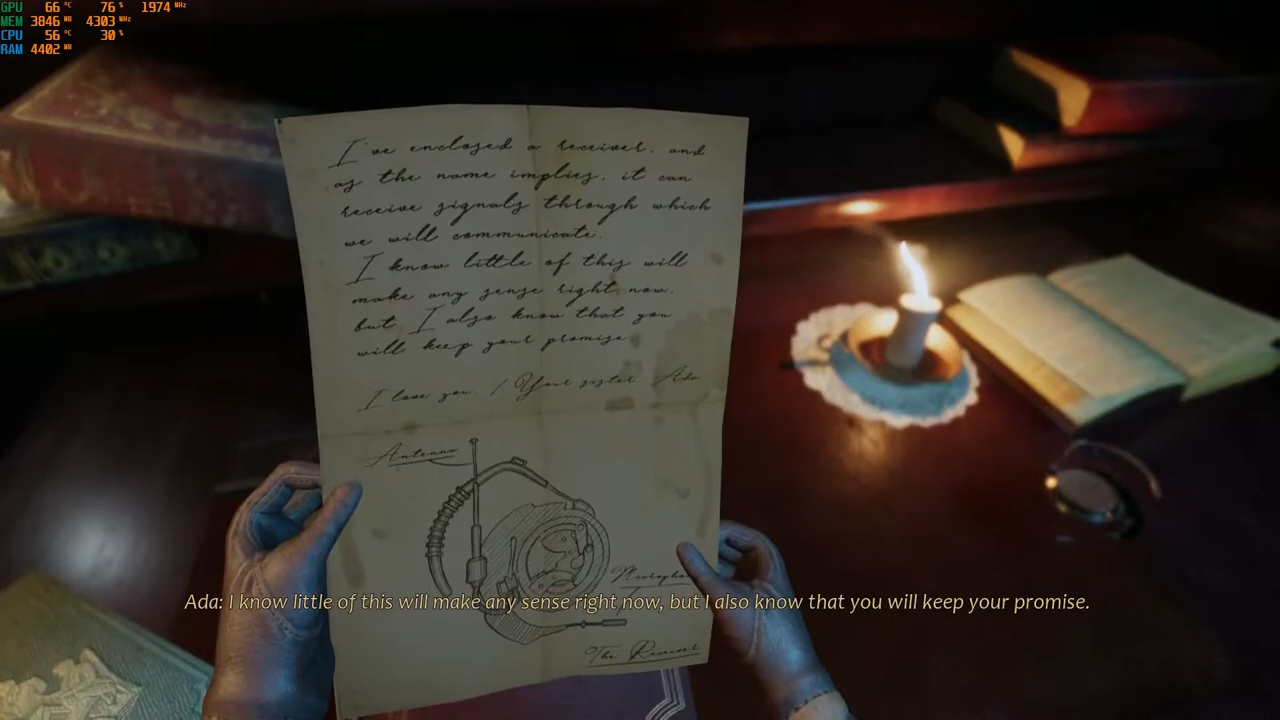 GPU 66 °C 76 % 1974 MHz
MEM 3846 MB 4303 MHz
CPU 56 °C 30 %
RAM 4402 MB
I've enclosed a receiver, and
as the name implies, it can
receive signals through which
we will communicate.
I know little of this will
make any sense right now,
but I also know that you
will keep your promise.
I love you, / Your sister, Ada
Antenna
Microphone
Ada: I know little of this will make any sense right now, but I also know that you will keep your promise.
The Receiver